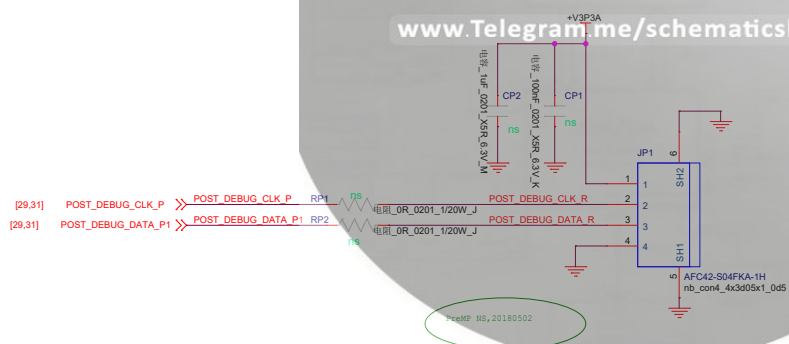 www.Telegram.me/schematicsl
+V3P3A
电容_1uF_0201_X5R_6.3V_M
CP2
ns
电容_100nF_0201_X5R_6.3V_K
CP1
ns
JP1
6
SH2
1 1
[29,31] POST_DEBUG_CLK_P POST_DEBUG_CLK_P RP1 ns POST_DEBUG_CLK_R 2 2
电阻_0R_0201_1/20W_J
[29,31] POST_DEBUG_DATA_P1 POST_DEBUG_DATA_P1 RP2 POST_DEBUG_DATA_R 3 3
电阻_0R_0201_1/20W_J
ns
4 4
SH1
5
AFC42-S04FKA-1H
nb_con4_4x3d05x1_0d5
PreMP NS,20180502